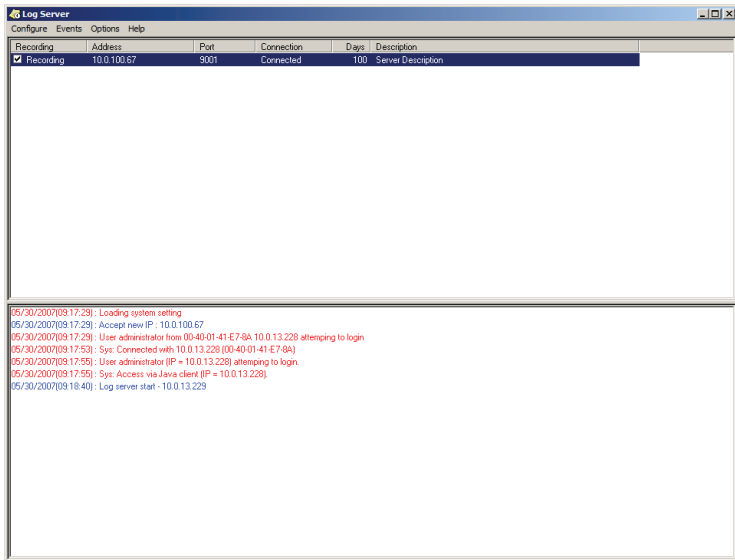 Log Server
Configure Events Options Help
Recording Address Port Connection Days Description
Recording 10.0.100.67 9001 Connected 100 Server Description
05/30/2007(09:17:29) : Loading system setting
05/30/2007(09:17:29) : Accept new IP : 10.0.100.67
05/30/2007(09:17:29) : User administrator from 00-40-01-41-E7-8A 10.0.13.228 attemping to login
05/30/2007(09:17:53) : Sys: Connected with 10.0.13.228 (00-40-01-41-E7-8A)
05/30/2007(09:17:55) : User administrator (IP = 10.0.13.228) attemping to login.
05/30/2007(09:17:55) : Sys: Access via Java client (IP = 10.0.13.228).
05/30/2007(09:18:40) : Log server start - 10.0.13.229